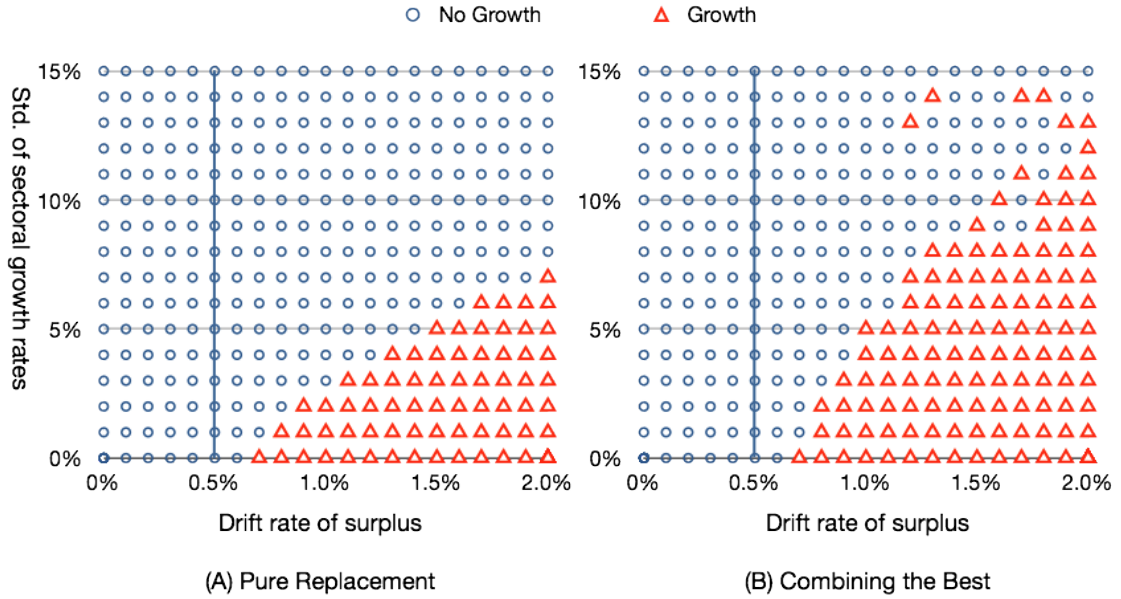 No Growth Growth
Std. of sectoral growth rates
15%
10%
5%
0%
0% 0.5% 1.0% 1.5% 2.0%
Drift rate of surplus
(A) Pure Replacement
15%
10%
5%
0%
0% 0.5% 1.0% 1.5% 2.0%
Drift rate of surplus
(B) Combining the Best